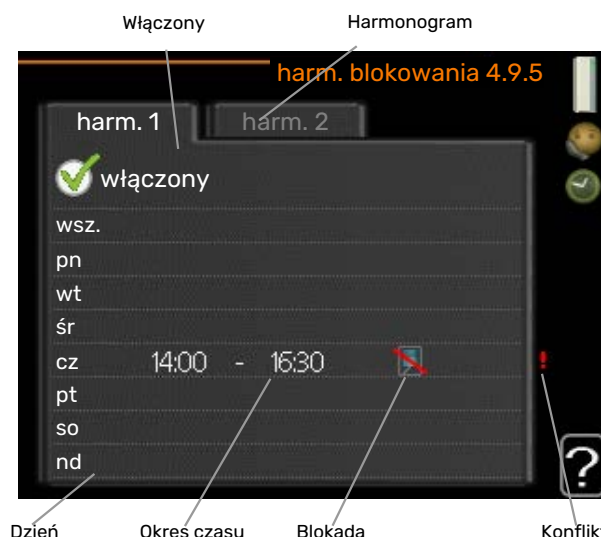 Włączony
Harmonogram
harm. blokowania 4.9.5
harm. 1
harm. 2
włączony
wsz.
pn
wt
śr
cz 14:00 - 16:30 !
pt
so
nd
?
Dzień
Okres czasu
Blokada
Konflikt